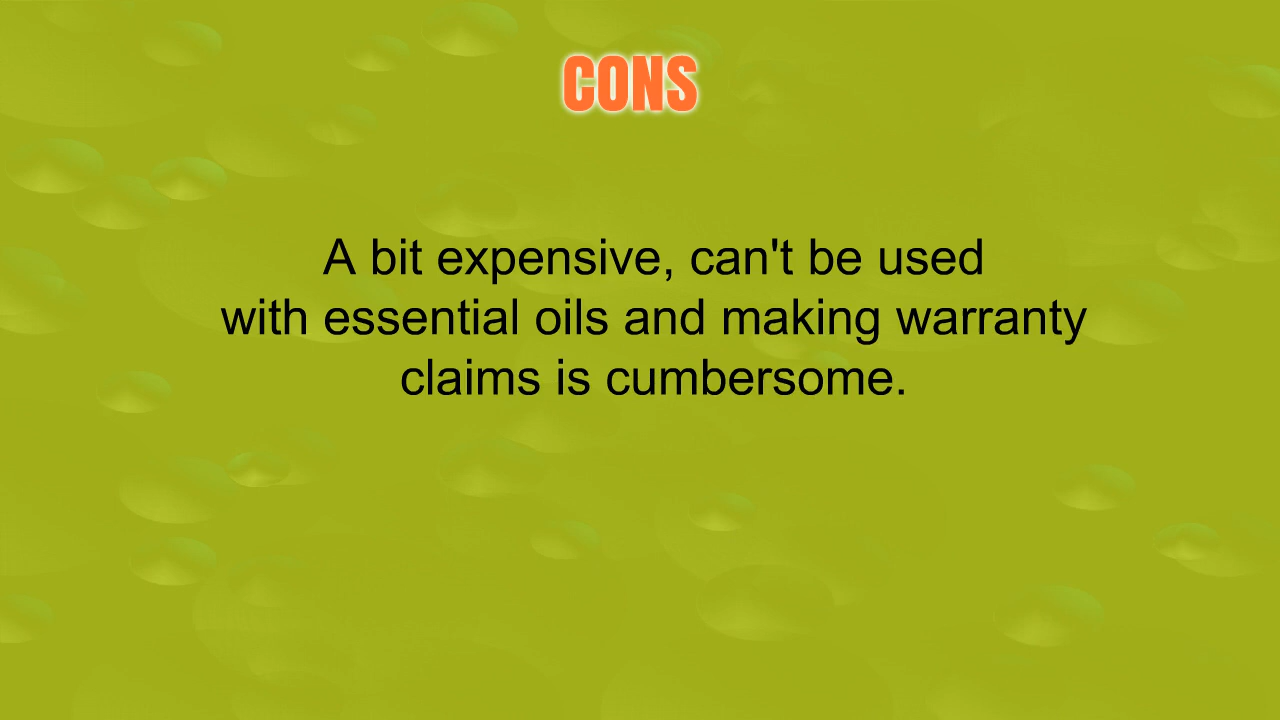 CONS
A bit expensive, can't be used
with essential oils and making warranty
claims is cumbersome.